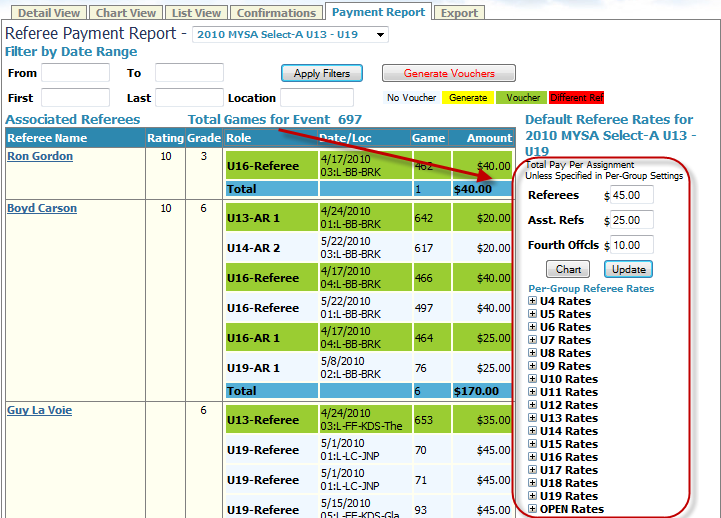 Detail View Chart View List View Confirmations Payment Report Export
Referee Payment Report - 2010 MYSA Select-A U13 - U19
Filter by Date Range
From To Apply Filters Generate Vouchers
First Last Location No Voucher Generate Voucher Different Ref
Associated Referees Total Games for Event 697
Referee Name Rating Grade Role Date/Loc Game Amount
Ron Gordon 10 3 U16-Referee 4/17/2010 462 $40.00
03:L-BB-BRK
Total 1 $40.00
Boyd Carson 10 6 U13-AR 1 4/24/2010 642 $20.00
01:L-BB-BRK
U14-AR 2 5/22/2010 617 $20.00
03:L-BB-BRK
U16-Referee 4/17/2010 466 $40.00
04:L-BB-BRK
U16-Referee 5/22/2010 497 $40.00
01:L-BB-BRK
U16-AR 1 4/17/2010 464 $25.00
04:L-BB-BRK
U19-AR 1 5/8/2010 76 $25.00
02:L-BB-BRK
Total 6 $170.00
Guy La Voie 6 U13-Referee 4/24/2010 653 $35.00
03:L-FF-KDS-The
U19-Referee 5/1/2010 70 $45.00
01:L-LC-JNP
U19-Referee 5/1/2010 71 $45.00
01:L-LC-JNP
U19-Referee 5/15/2010 93 $45.00
05:L-FF-KDS-Gla
Default Referee Rates for
2010 MYSA Select-A U13 -
U19
Total Pay Per Assignment
Unless Specified in Per-Group Settings
Referees $ 45.00
Asst. Refs $ 25.00
Fourth Offcls $ 10.00
Chart Update
Per-Group Referee Rates
U4 Rates
U5 Rates
U6 Rates
U7 Rates
U8 Rates
U9 Rates
U10 Rates
U11 Rates
U12 Rates
U13 Rates
U14 Rates
U15 Rates
U16 Rates
U17 Rates
U18 Rates
U19 Rates
OPEN Rates